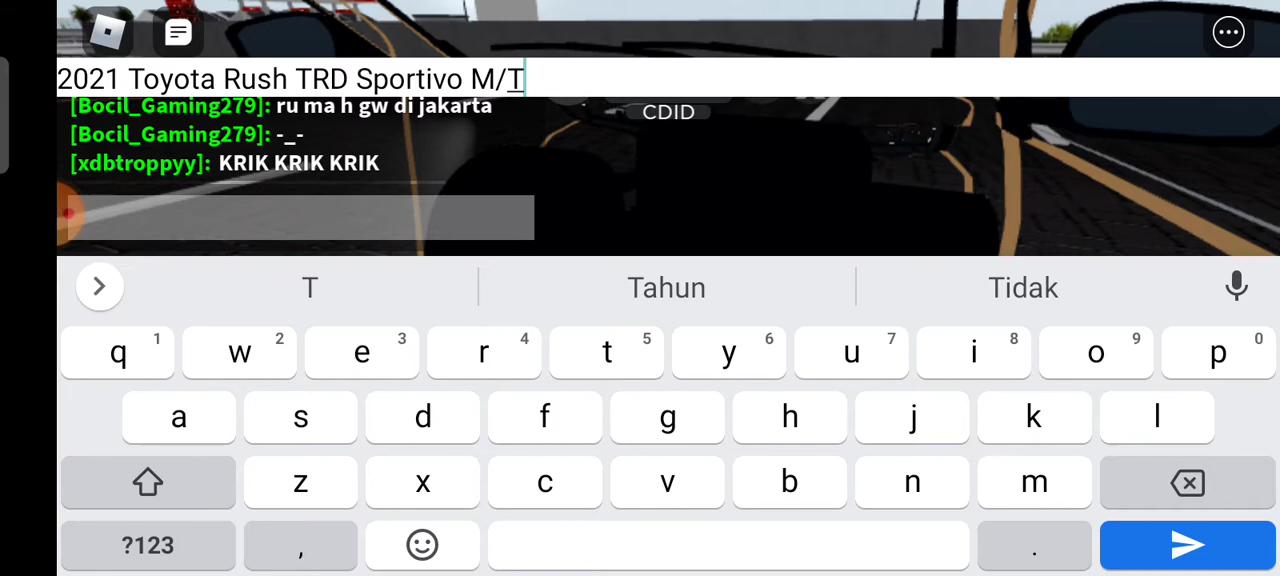 2021 Toyota Rush TRD Sportivo M/T
[Bocil_Gaming279]: ru ma h gw di jakarta
CDID
[Bocil_Gaming279]: -_-
[xdbtroppyy]: KRIK KRIK KRIK
T Tahun Tidak
q 1 w 2 e 3 r 4 t 5 y 6 u 7 i 8 o 9 p 0
a s d f g h j k l
z x c v b n m
?123 , .